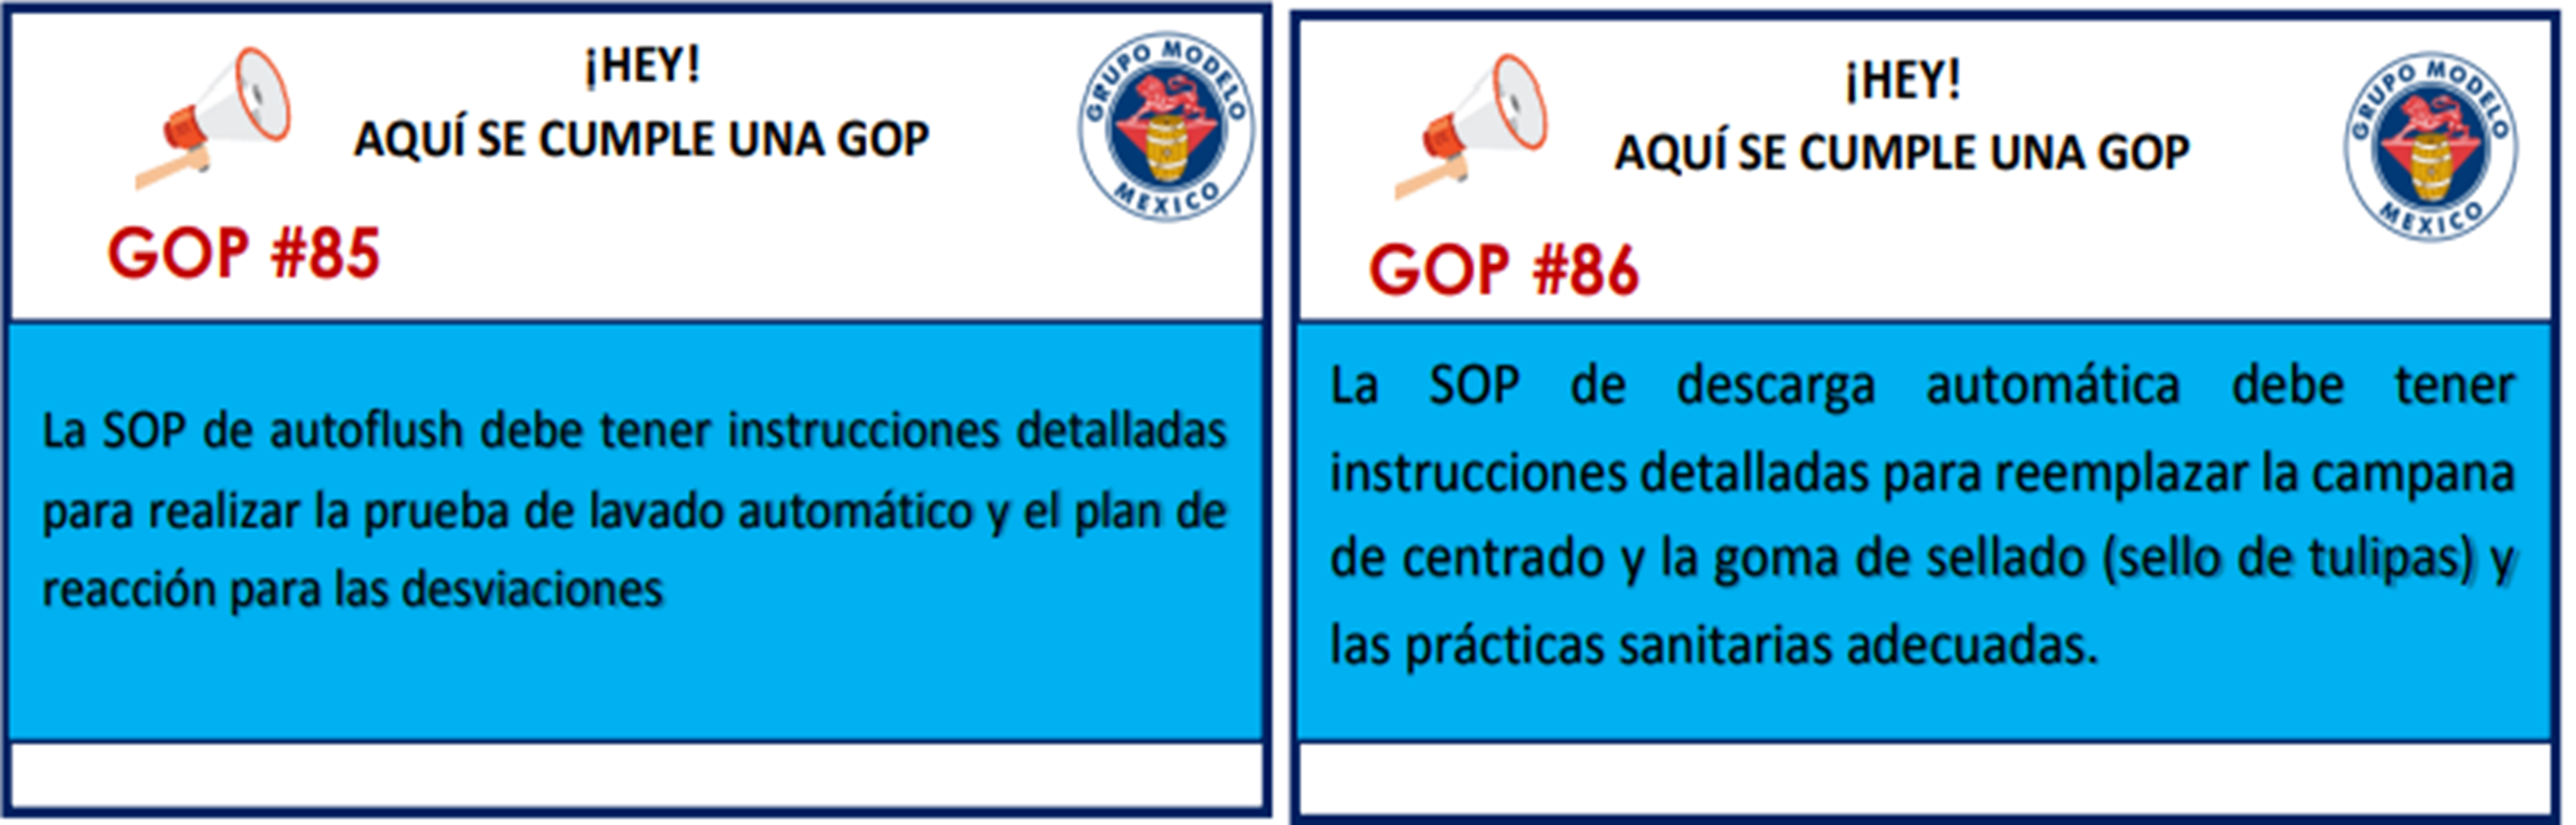 ¡HEY!
AQUÍ SE CUMPLE UNA GOP
GRUPO MODELO
MEXICO
GOP #85
La SOP de autoflush debe tener instrucciones detalladas
para realizar la prueba de lavado automático y el plan de
reacción para las desviaciones
¡HEY!
AQUÍ SE CUMPLE UNA GOP
GRUPO MODELO
MEXICO
GOP #86
La SOP de descarga automática debe tener
instrucciones detalladas para reemplazar la campana
de centrado y la goma de sellado (sello de tulipas) y
las prácticas sanitarias adecuadas.